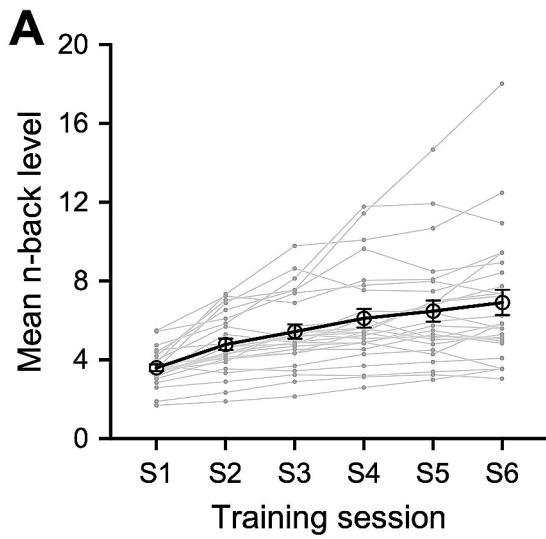 A
Mean n-back level
20
16
12
8
4
0
S1 S2 S3 S4 S5 S6
Training session